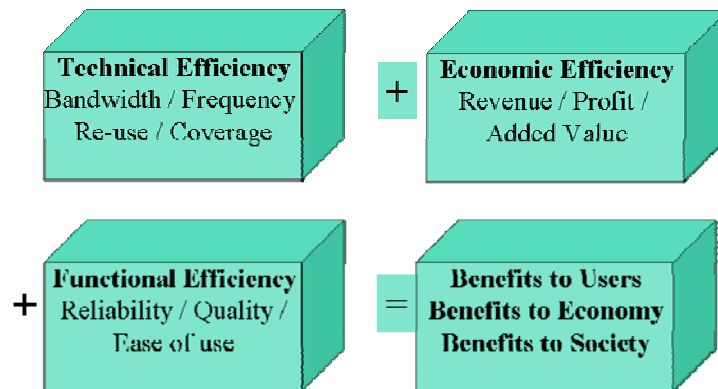 Technical Efficiency
Bandwidth / Frequency
Re-use / Coverage
+
Economic Efficiency
Revenue / Profit /
Added Value
+
Functional Efficiency
Reliability / Quality /
Ease of use
=
Benefits to Users
Benefits to Economy
Benefits to Society